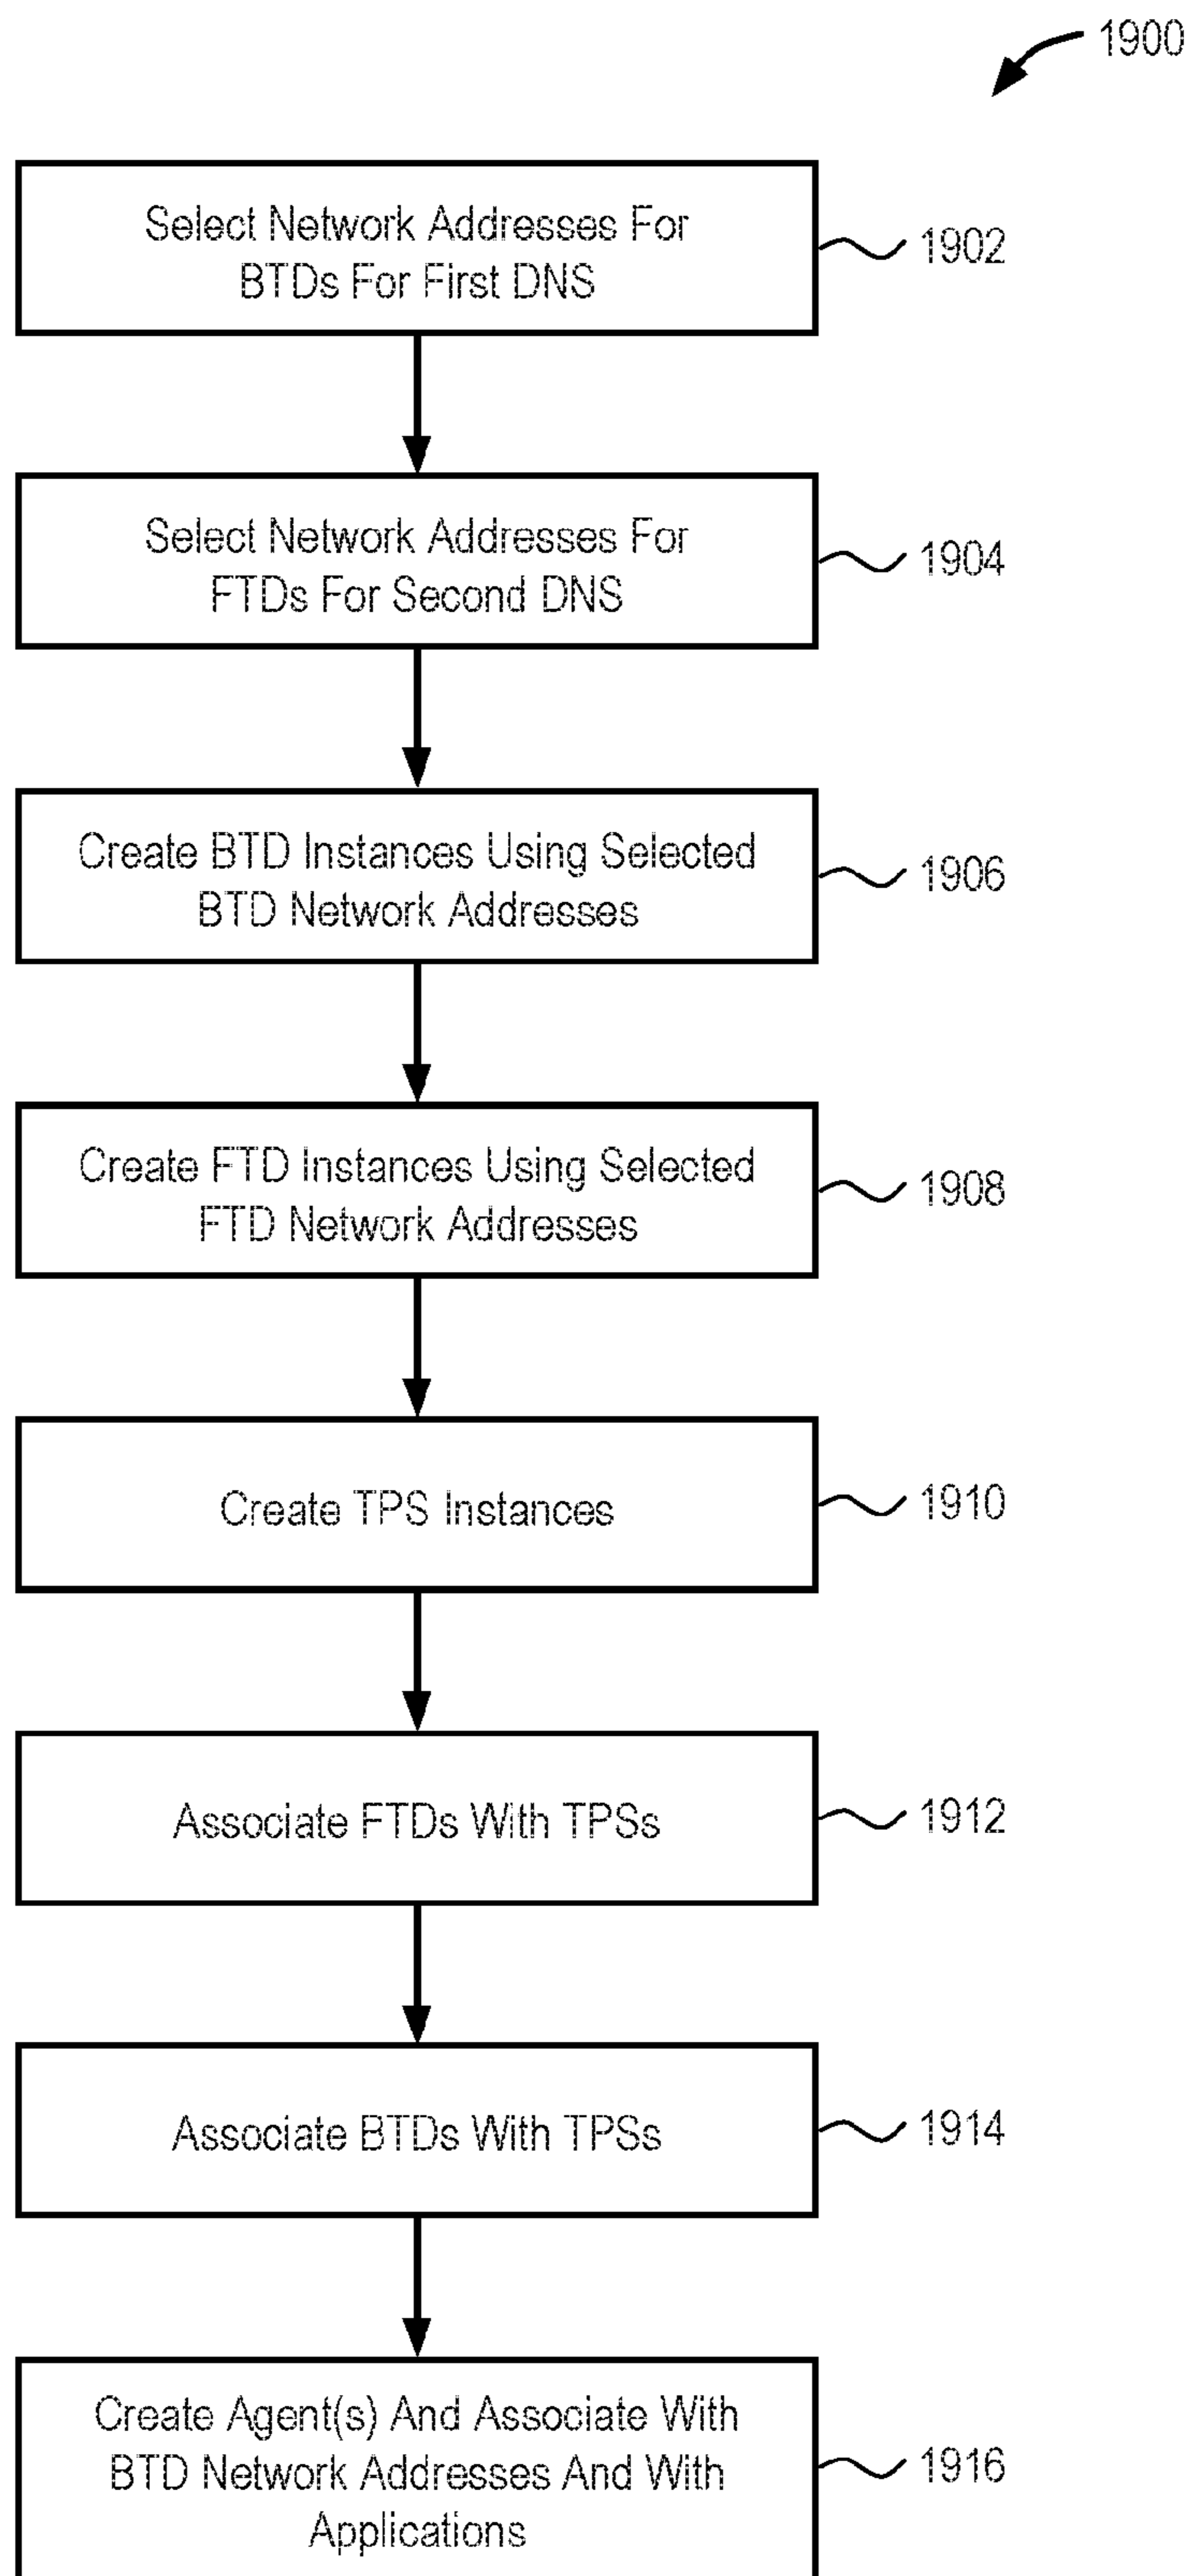 1900
Select Network Addresses For
BTDs For First DNS
1902
Select Network Addresses For
FTDs For Second DNS
1904
Create BTD Instances Using Selected
BTD Network Addresses
1906
Create FTD Instances Using Selected
FTD Network Addresses
1908
Create TPS Instances
1910
Associate FTDs With TPSs
1912
Associate BTDs With TPSs
1914
Create Agent(s) And Associate With
BTD Network Addresses And With
Applications
1916